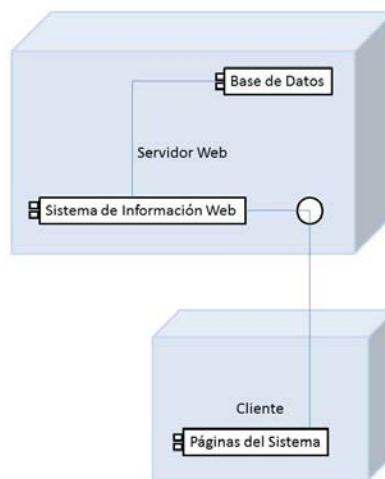 Base de Datos
Servidor Web
Sistema de Información Web
Cliente
Páginas del Sistema